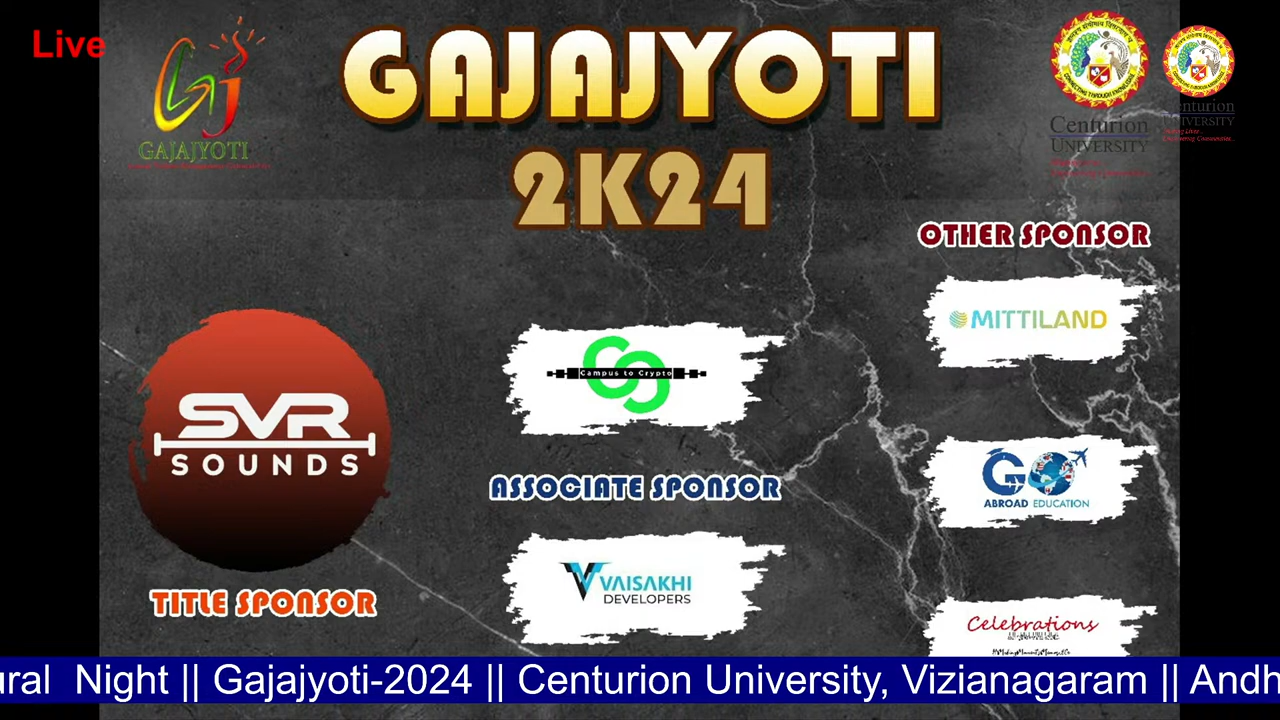 Live
GAJAJYOTI
GAJAJYOTI
2K24
Centurion
UNIVERSITY
Centurion
UNIVERSITY
OTHER SPONSOR
MITTILAND
SVR
SOUNDS
TITLE SPONSOR
Campus to Crypto
ASSOCIATE SPONSOR
VAISAKHI
DEVELOPERS
GO
ABROAD EDUCATION
Celebrations
ural Night || Gajajyoti-2024 || Centurion University, Vizianagaram || Andh